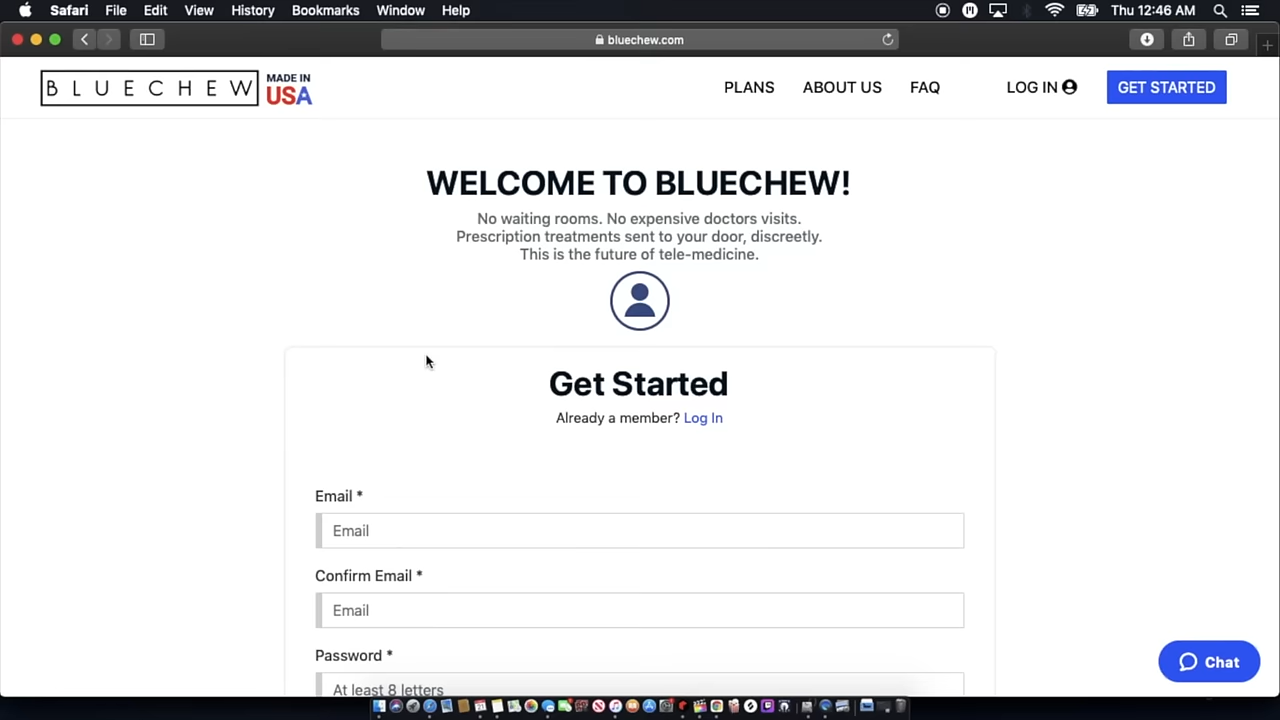 Safari File Edit View History Bookmarks Window Help Thu 12:46 AM
bluechew.com
BLUECHEW MADE IN USA PLANS ABOUT US FAQ LOG IN GET STARTED
WELCOME TO BLUECHEW!
No waiting rooms. No expensive doctors visits.
Prescription treatments sent to your door, discreetly.
This is the future of tele-medicine.
Get Started
Already a member? Log In
Email *
Email
Confirm Email *
Email
Password *
At least 8 letters
Chat